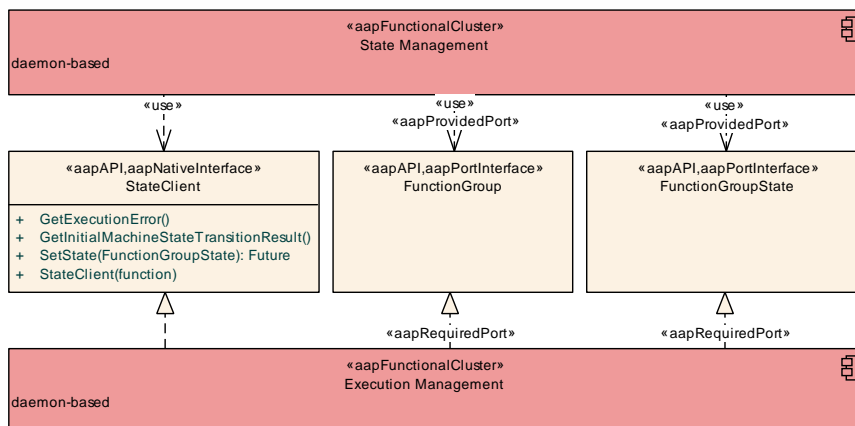 «aapFunctionalCluster»
State Management
daemon-based
«use»
«use»
«aapProvidedPort»
«use»
«aapProvidedPort»
«aapAPI,aapNativeInterface»
StateClient
+ GetExecutionError()
+ GetInitialMachineStateTransitionResult()
+ SetState(FunctionGroupState): Future
+ StateClient(function)
«aapAPI,aapPortInterface»
FunctionGroup
«aapAPI,aapPortInterface»
FunctionGroupState
«aapRequiredPort»
«aapRequiredPort»
«aapFunctionalCluster»
Execution Management
daemon-based